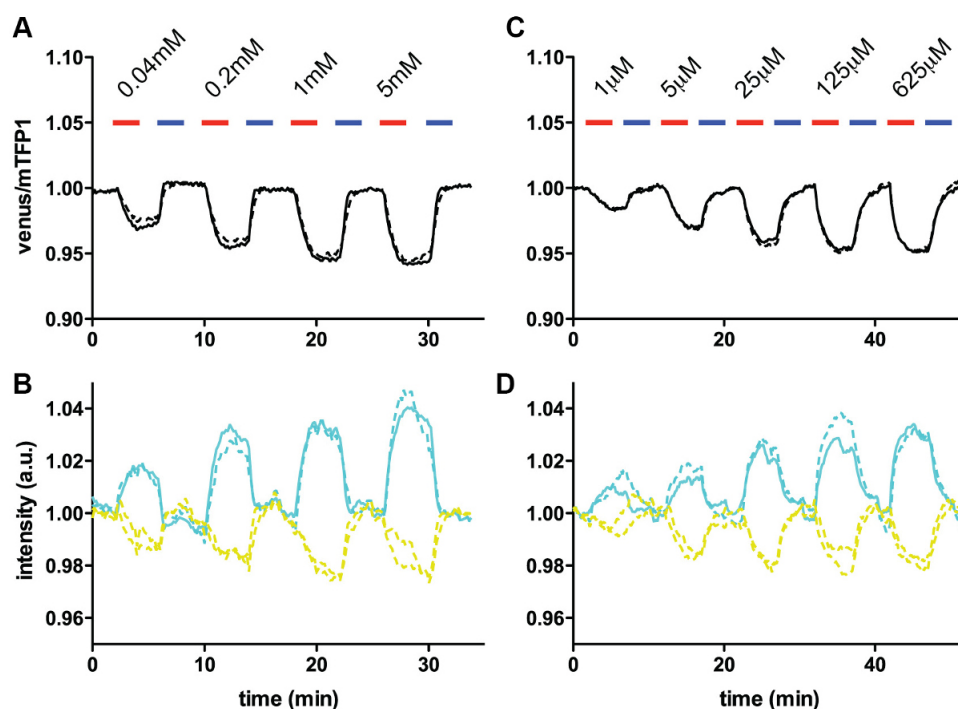 A
1.10
1.05
1.00
0.95
0.90
venus/mTFP1
0.04mM
0.2mM
1mM
5mM
0
10
20
30
C
1.10
1.05
1.00
0.95
0.90
1μM
5μM
25μM
125μM
625μM
0
20
40
B
1.04
1.02
1.00
0.98
0.96
intensity (a.u.)
0
10
20
30
time (min)
D
1.04
1.02
1.00
0.98
0.96
0
20
40
time (min)